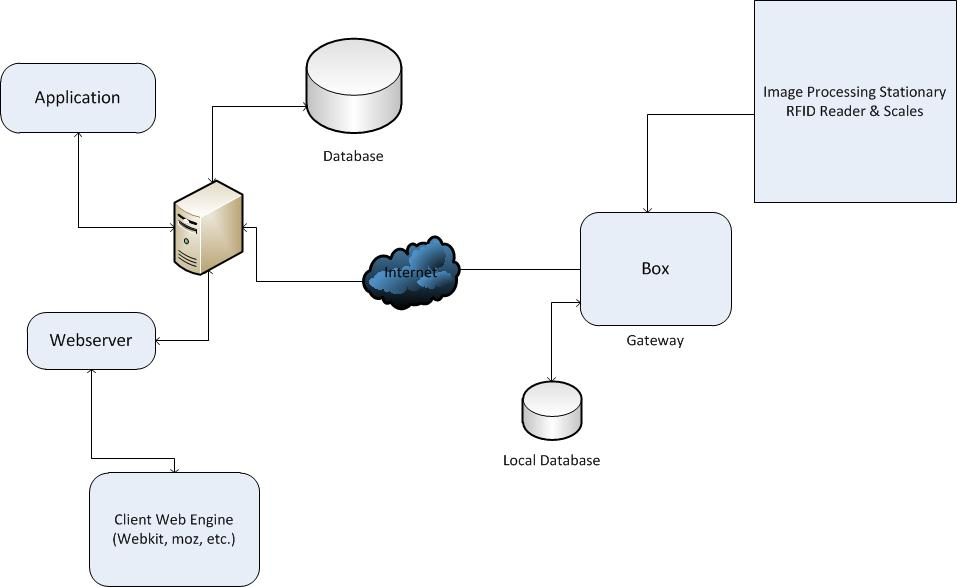 Application
Database
Image Processing Stationary
RFID Reader & Scales
Internet
Box
Gateway
Webserver
Local Database
Client Web Engine
(Webkit, moz, etc.)